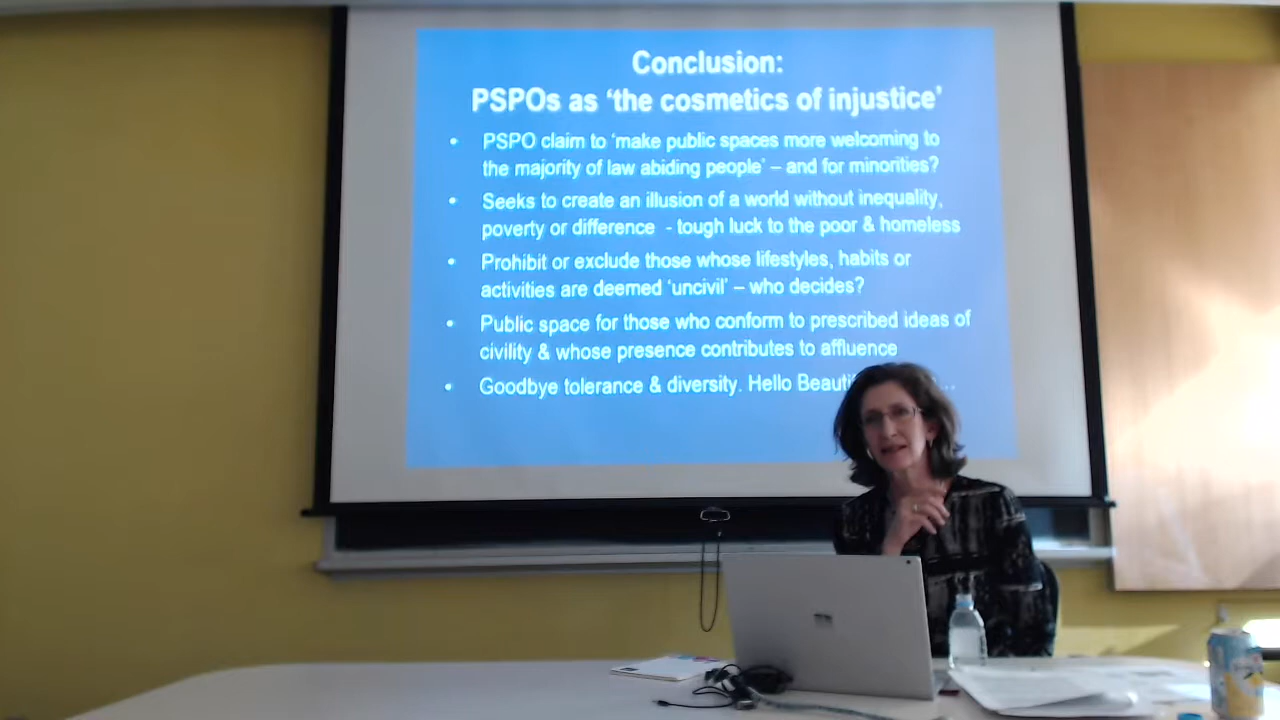 Conclusion:
PSPOs as ‘the cosmetics of injustice’
• PSPO claim to ‘make public spaces more welcoming to
the majority of law abiding people’ – and for minorities?
• Seeks to create an illusion of a world without inequality,
poverty or difference - tough luck to the poor & homeless
• Prohibit or exclude those whose lifestyles, habits or
activities are deemed ‘uncivil’ – who decides?
• Public space for those who conform to prescribed ideas of
civility & whose presence contributes to affluence
• Goodbye tolerance & diversity. Hello